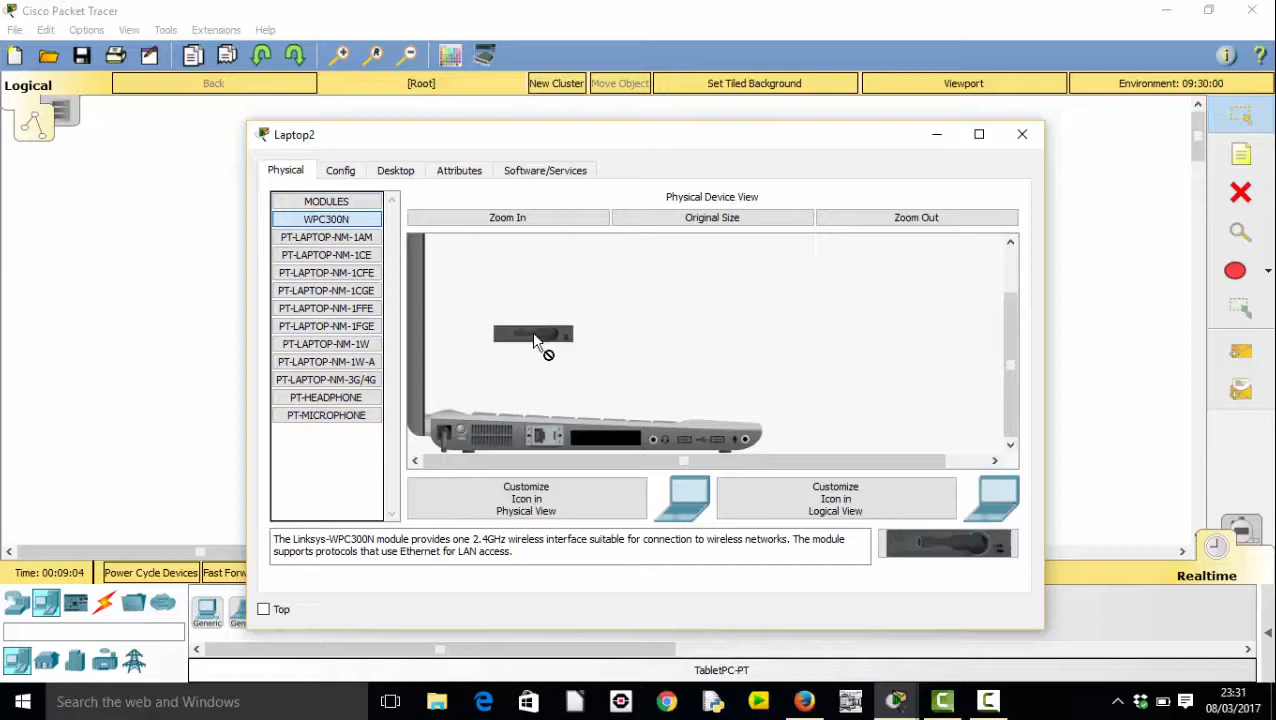 Cisco Packet Tracer
File Edit Options View Tools Extensions Help
Logical
Back
[Root]
New Cluster
Move Object
Set Tiled Background
Viewport
Environment: 09:30:00
Laptop2
Physical Config Desktop Attributes Software/Services
MODULES
WPC300N
PT-LAPTOP-NM-1AM
PT-LAPTOP-NM-1CE
PT-LAPTOP-NM-1CFE
PT-LAPTOP-NM-1CGE
PT-LAPTOP-NM-1FFE
PT-LAPTOP-NM-1FGE
PT-LAPTOP-NM-1W
PT-LAPTOP-NM-1W-A
PT-LAPTOP-NM-3G/4G
PT-HEADPHONE
PT-MICROPHONE
Physical Device View
Zoom In
Original Size
Zoom Out
Customize
Icon in
Physical View
Customize
Icon in
Logical View
The Linksys-WPC300N module provides one 2.4GHz wireless interface suitable for connection to wireless networks. The module
supports protocols that use Ethernet for LAN access.
Top
Time: 00:09:04
Power Cycle Devices
Fast Forw
Realtime
Generic
Gen
TabletPC-PT
Search the web and Windows
23:31
08/03/2017